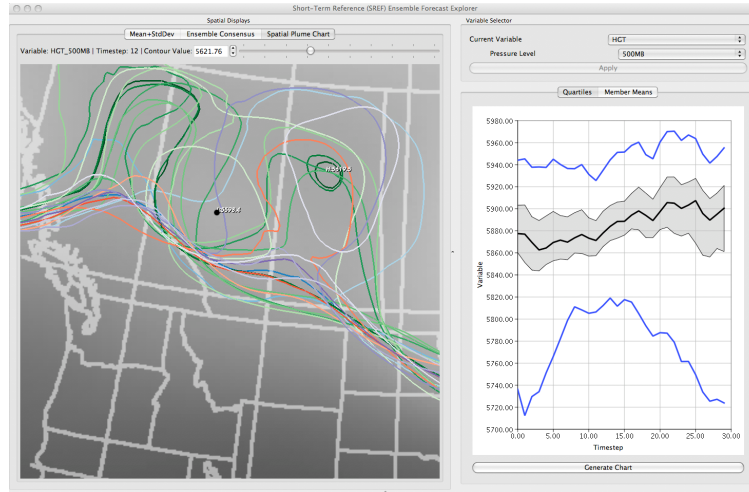 Short-Term Reference (SREF) Ensemble Forecast Explorer
Spatial Displays
Mean+StdDev Ensemble Consensus Spatial Plume Chart
Variable: HGT_500MB | Timestep: 12 | Contour Value: 5621.76
Variable Selector
Current Variable HGT
Pressure Level 500MB
Apply
Quartiles Member Means
5980.00
5960.00
5940.00
5920.00
5900.00
5880.00
5860.00
5840.00
5820.00
5800.00
5780.00
5760.00
5740.00
5720.00
5700.00
Variable
0.00 5.00 10.00 15.00 20.00 25.00 30.00
Timestep
Generate Chart